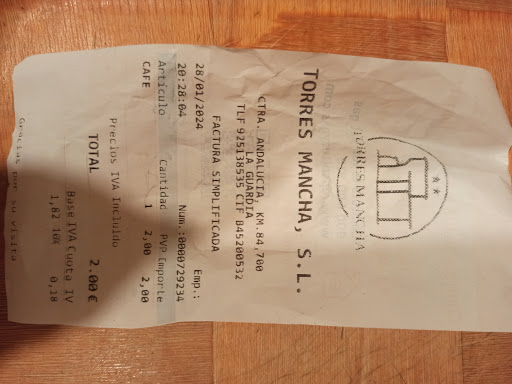 TORRES MANCHA
TORRES MANCHA, S.L.
CTRA. ANDALUCIA, KM.84,700
LA GUARDIA
TLF 925138535 CIF B45200532
FACTURA SIMPLIFICADA
28/01/2024 Emp.:
20:28:04 Num.:0000729234
Artículo Cantidad PVP Importe
CAFE 1 2,00 2,00
Precios IVA Incluido
TOTAL 2.00 €
Base IVA Cuota IV
1,82 10% 0,18
Gracias por su visita